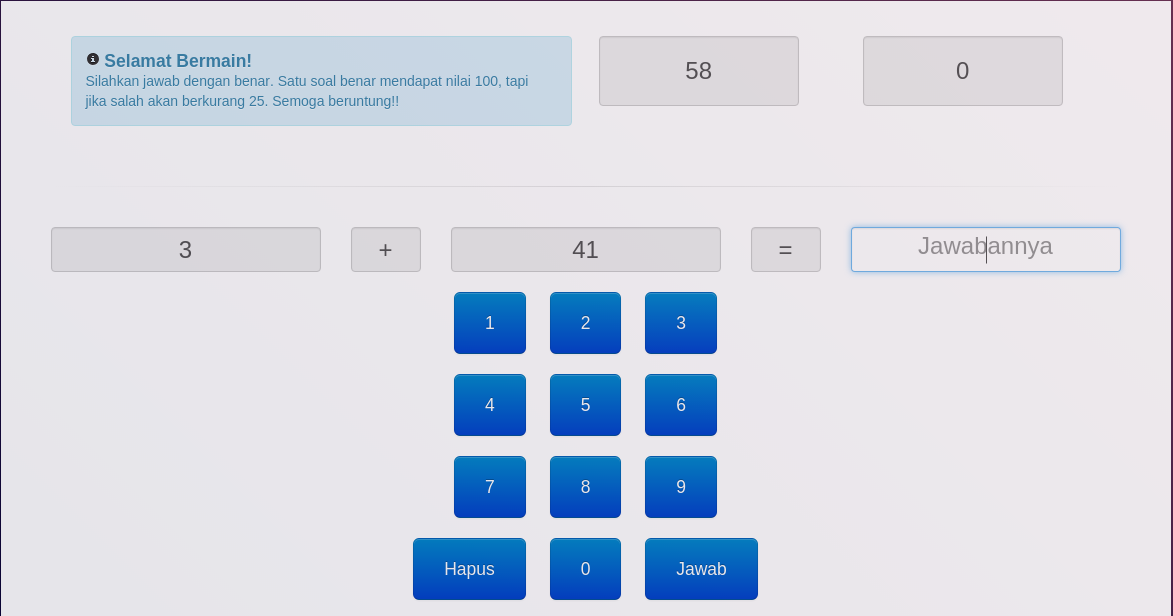 Selamat Bermain!
Silahkan jawab dengan benar. Satu soal benar mendapat nilai 100, tapi
jika salah akan berkurang 25. Semoga beruntung!!
58
0
3 + 41 = Jawabannya
1 2 3
4 5 6
7 8 9
Hapus 0 Jawab